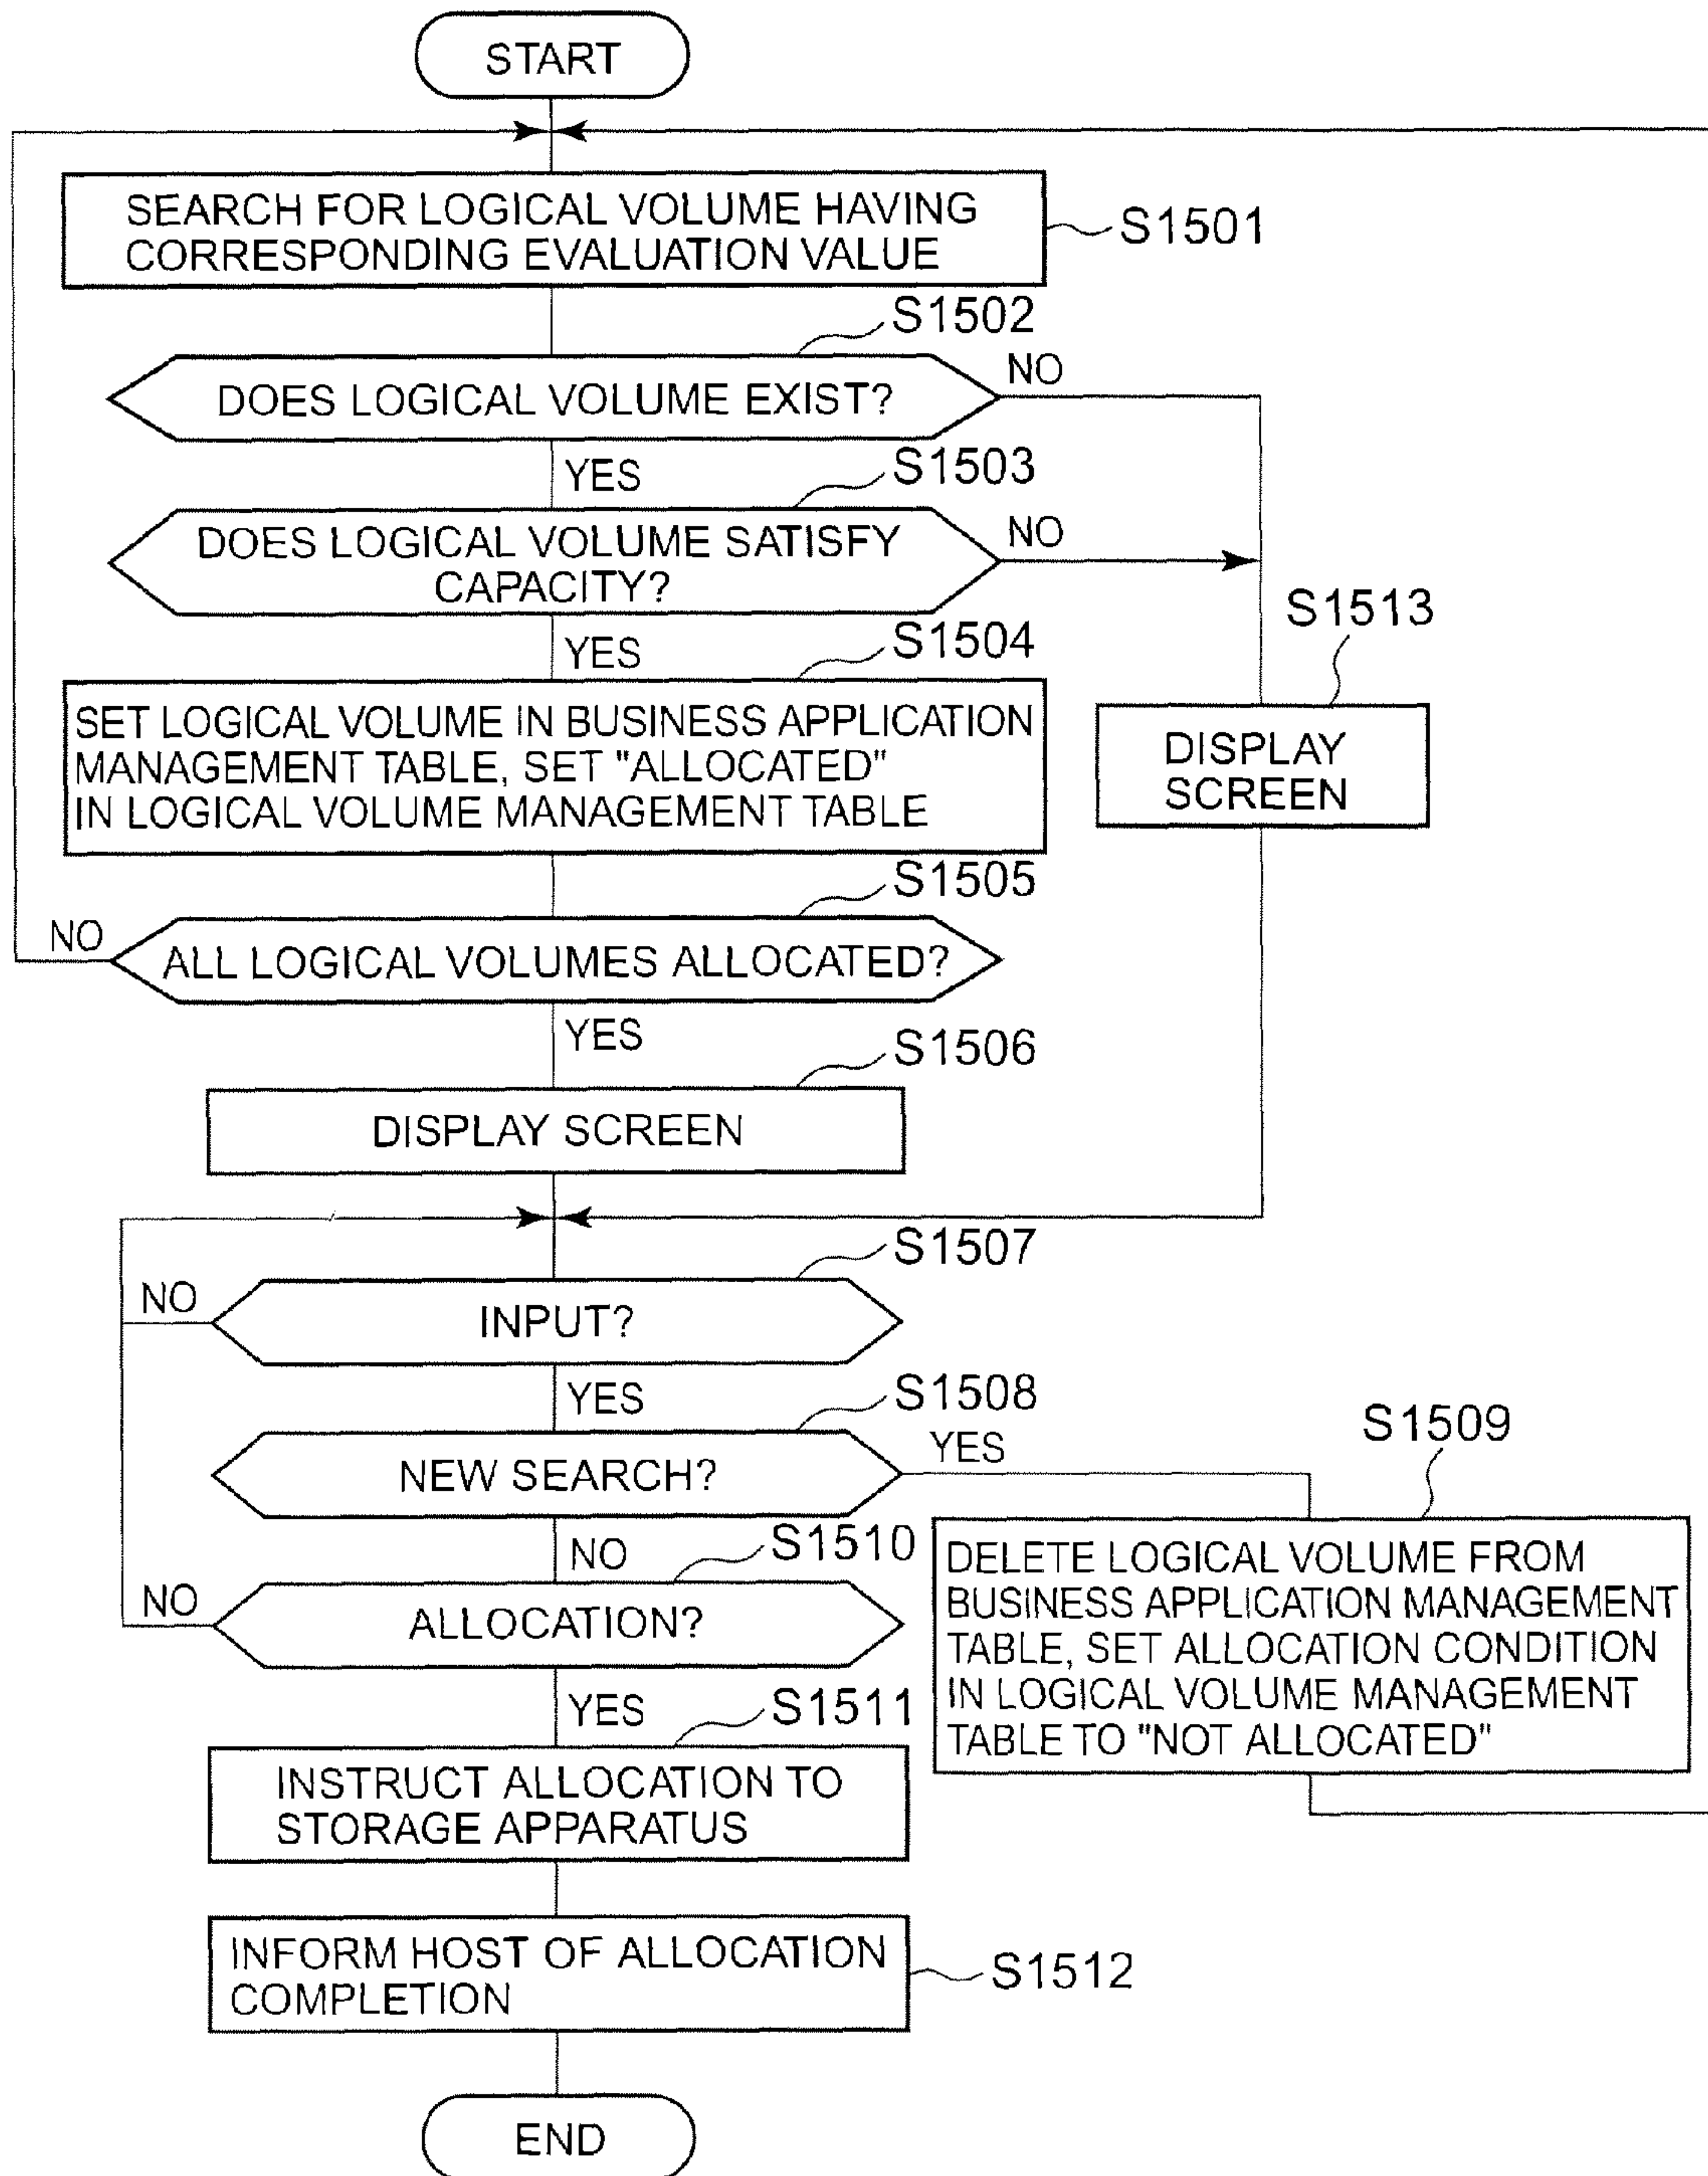 START
SEARCH FOR LOGICAL VOLUME HAVING
CORRESPONDING EVALUATION VALUE
S1501
S1502
DOES LOGICAL VOLUME EXIST?
NO
YES
S1503
DOES LOGICAL VOLUME SATISFY
CAPACITY?
NO
YES
S1504
SET LOGICAL VOLUME IN BUSINESS APPLICATION
MANAGEMENT TABLE, SET "ALLOCATED"
IN LOGICAL VOLUME MANAGEMENT TABLE
S1513
DISPLAY
SCREEN
S1505
NO
ALL LOGICAL VOLUMES ALLOCATED?
YES
S1506
DISPLAY SCREEN
S1507
NO
INPUT?
YES
S1508
NEW SEARCH?
YES
S1509
DELETE LOGICAL VOLUME FROM
BUSINESS APPLICATION MANAGEMENT
TABLE, SET ALLOCATION CONDITION
IN LOGICAL VOLUME MANAGEMENT
TABLE TO "NOT ALLOCATED"
NO
S1510
NO
ALLOCATION?
YES
S1511
INSTRUCT ALLOCATION TO
STORAGE APPARATUS
INFORM HOST OF ALLOCATION
COMPLETION
S1512
END